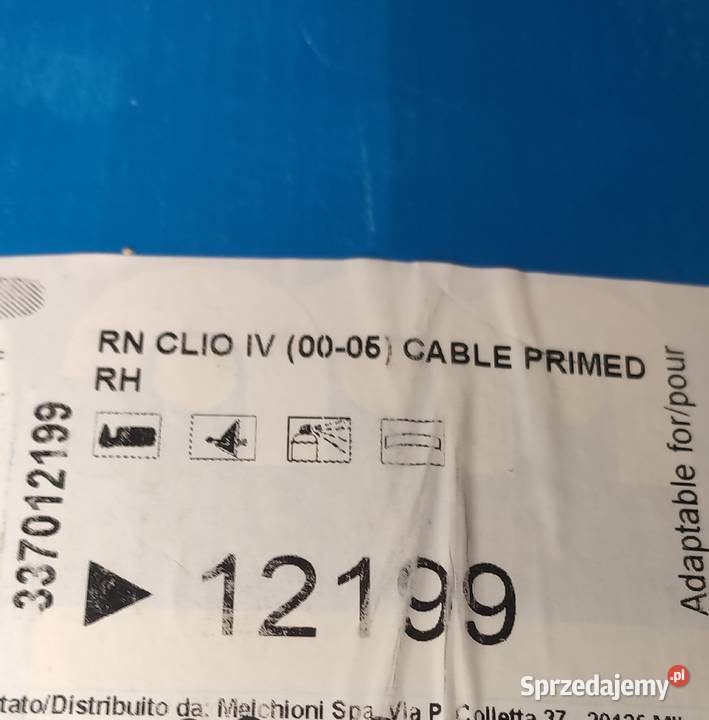 RN CLIO IV (00-05) CABLE PRIMED
RH
337012199
12199
Adaptable for/pour
tato/Distribuito da: Melchioni Spa, Via P. Colletta 37
Sprzedajemy.pl